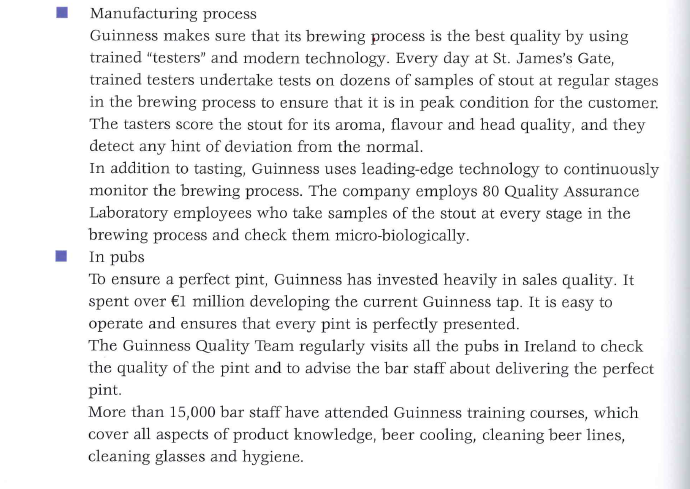 Manufacturing process
Guinness makes sure that its brewing process is the best quality by using
trained “testers” and modern technology. Every day at St. James’s Gate,
trained testers undertake tests on dozens of samples of stout at regular stages
in the brewing process to ensure that it is in peak condition for the customer.
The tasters score the stout for its aroma, flavour and head quality, and they
detect any hint of deviation from the normal.
In addition to tasting, Guinness uses leading-edge technology to continuously
monitor the brewing process. The company employs 80 Quality Assurance
Laboratory employees who take samples of the stout at every stage in the
brewing process and check them micro-biologically.
In pubs
To ensure a perfect pint, Guinness has invested heavily in sales quality. It
spent over €1 million developing the current Guinness tap. It is easy to
operate and ensures that every pint is perfectly presented.
The Guinness Quality Team regularly visits all the pubs in Ireland to check
the quality of the pint and to advise the bar staff about delivering the perfect
pint.
More than 15,000 bar staff have attended Guinness training courses, which
cover all aspects of product knowledge, beer cooling, cleaning beer lines,
cleaning glasses and hygiene.